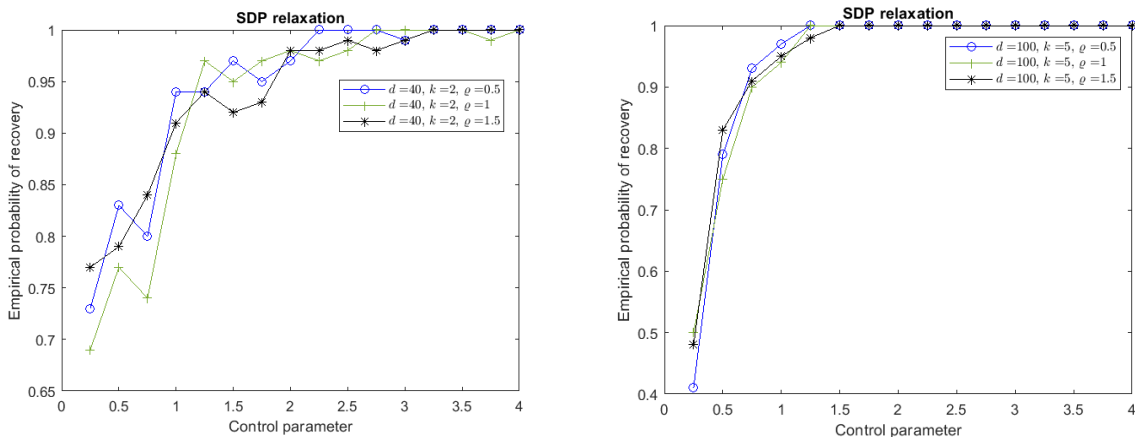 SDP relaxation
1
0.95
0.9
0.85
0.8
0.75
0.7
0.65
Empirical probability of recovery
d =40, k =2, ϱ =0.5
d =40, k =2, ϱ =1
d =40, k =2, ϱ =1.5
0 0.5 1 1.5 2 2.5 3 3.5 4
Control parameter
SDP relaxation
1
0.9
0.8
0.7
0.6
0.5
0.4
Empirical probability of recovery
d =100, k =5, ϱ =0.5
d =100, k =5, ϱ =1
d =100, k =5, ϱ =1.5
0 0.5 1 1.5 2 2.5 3 3.5 4
Control parameter